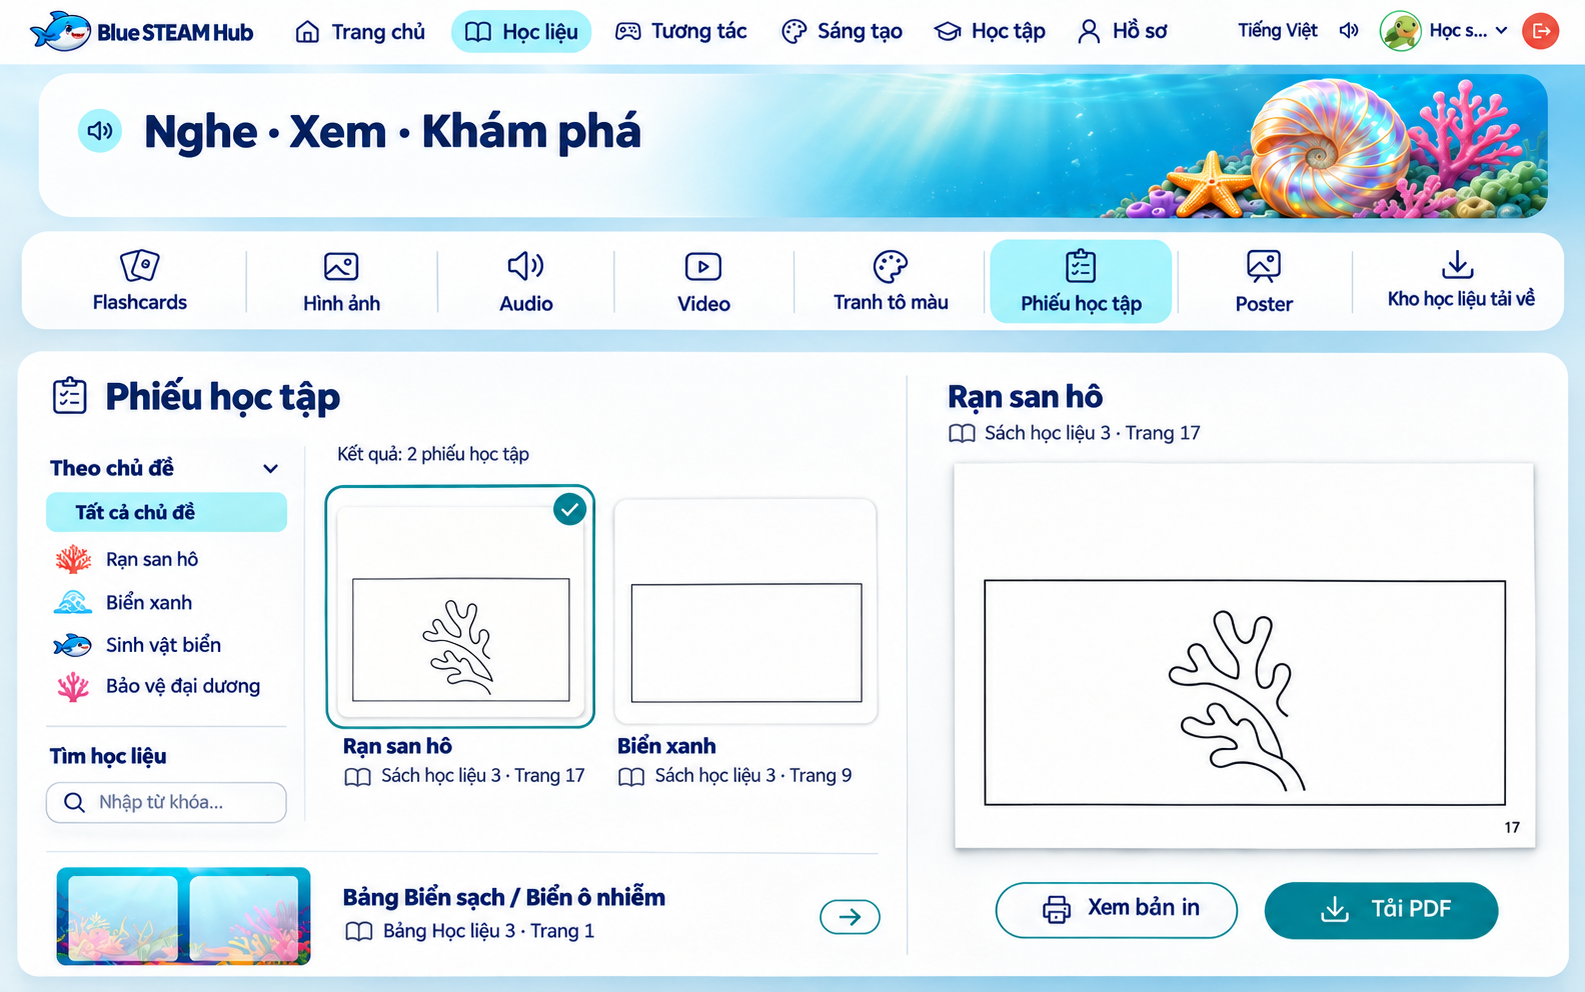 Blue STEAM Hub
Trang chủ
Học liệu
Tương tác
Sáng tạo
Học tập
Hồ sơ
Tiếng Việt
Học s...
Nghe · Xem · Khám phá
Flashcards
Hình ảnh
Audio
Video
Tranh tô màu
Phiếu học tập
Poster
Kho học liệu tải về
Phiếu học tập
Theo chủ đề
Tất cả chủ đề
Rạn san hô
Biển xanh
Sinh vật biển
Bảo vệ đại dương
Tìm học liệu
Nhập từ khóa...
Kết quả: 2 phiếu học tập
Rạn san hô
Sách học liệu 3 · Trang 17
Biển xanh
Sách học liệu 3 · Trang 9
Bảng Biển sạch / Biển ô nhiễm
Bảng Học liệu 3 · Trang 1
Rạn san hô
Sách học liệu 3 · Trang 17
17
Xem bản in
Tải PDF